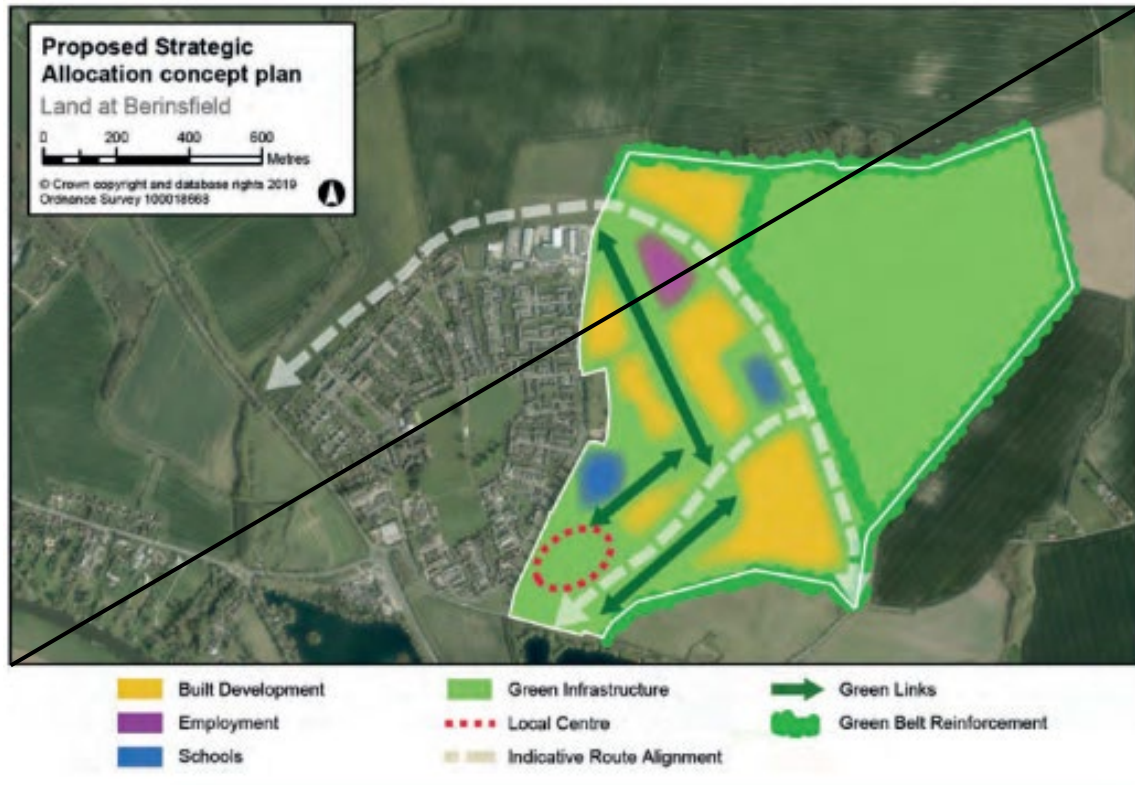 Proposed Strategic
Allocation concept plan
Land at Berinsfield
0 200 400 600
Metres
© Crown copyright and database rights 2019
Ordnance Survey 100018668
Built Development
Employment
Schools
Green Infrastructure
Local Centre
Indicative Route Alignment
Green Links
Green Belt Reinforcement